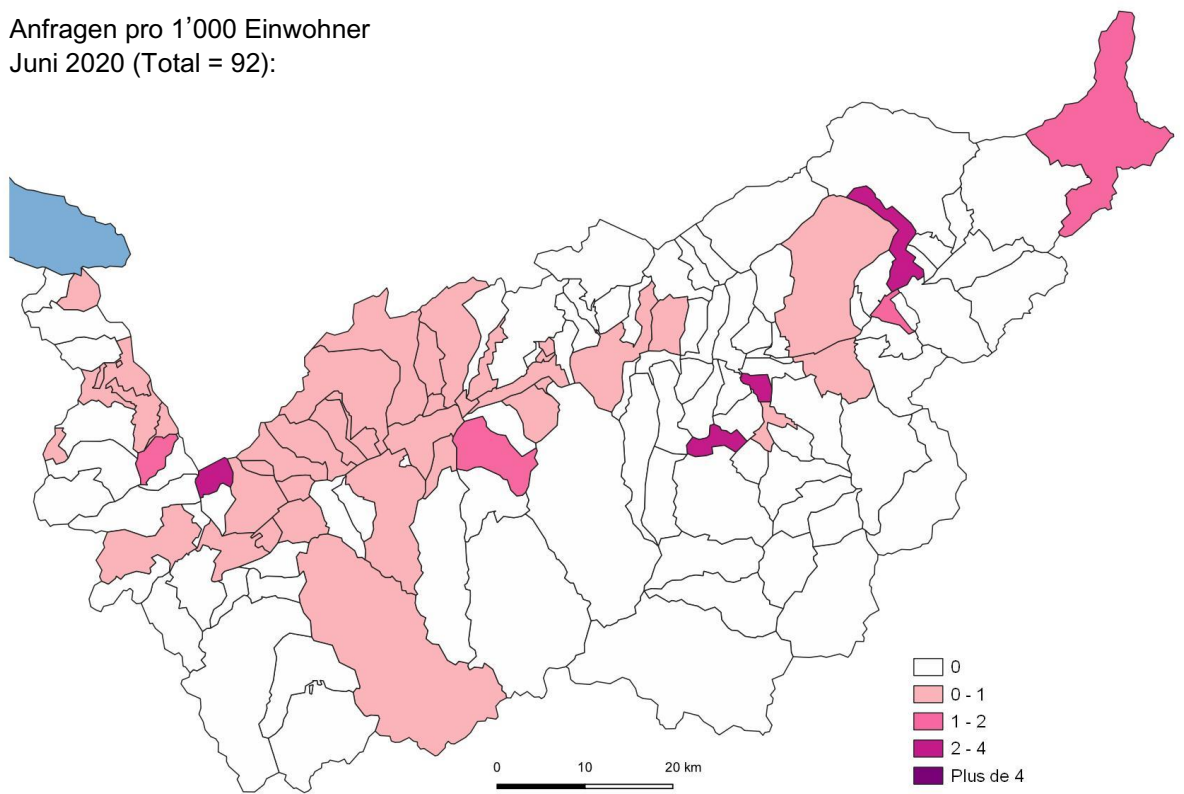 Anfragen pro 1’000 Einwohner
Juni 2020 (Total = 92):
0
0 - 1
1 - 2
2 - 4
Plus de 4
0 10 20 km